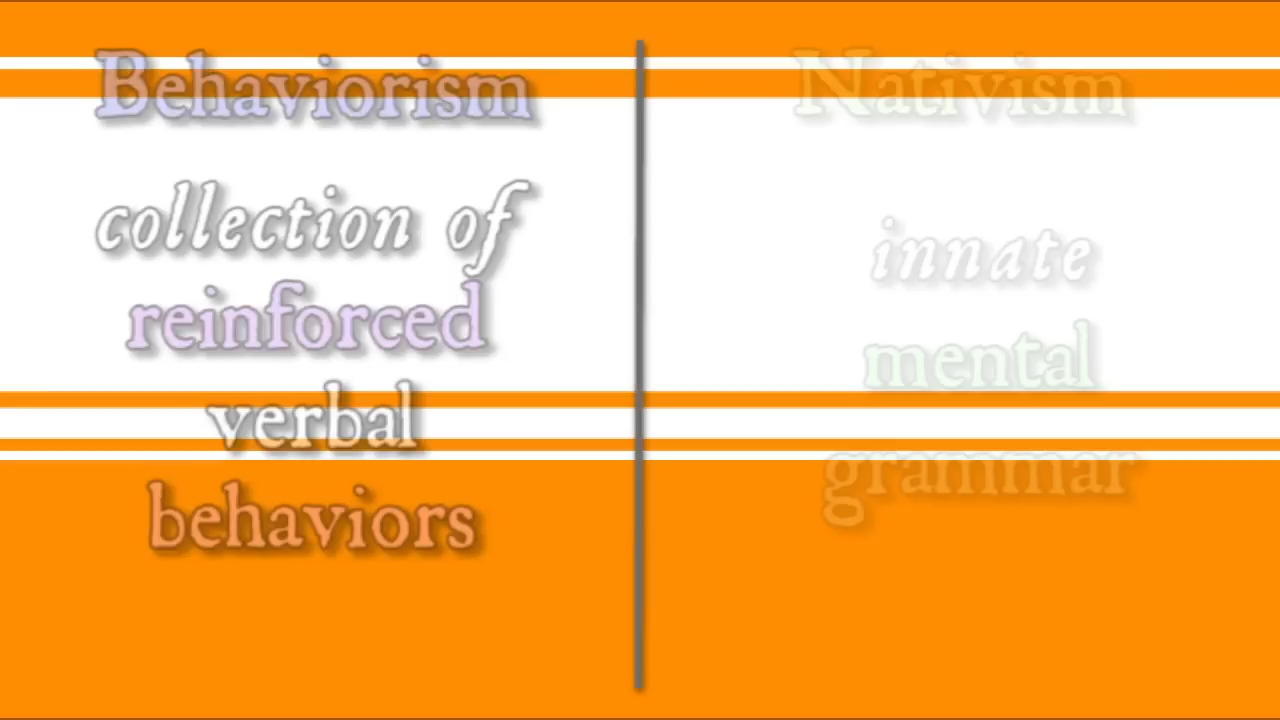 Behaviorism
collection of
reinforced
verbal
behaviors
Nativism
innate
mental
grammar